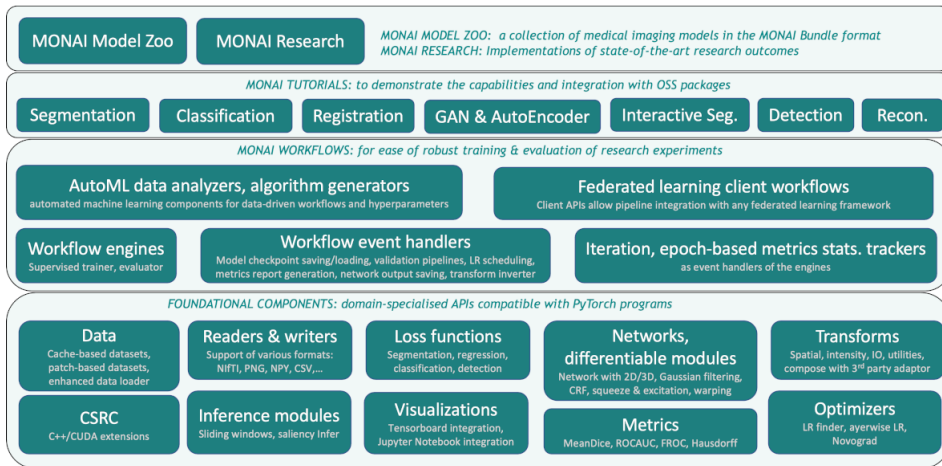 MONAI Model Zoo
MONAI Research
MONAI MODEL ZOO: a collection of medical imaging models in the MONAI Bundle format
MONAI RESEARCH: Implementations of state-of-the-art research outcomes
MONAI TUTORIALS: to demonstrate the capabilities and integration with OSS packages
Segmentation
Classification
Registration
GAN & AutoEncoder
Interactive Seg.
Detection
Recon.
MONAI WORKFLOWS: for ease of robust training & evaluation of research experiments
AutoML data analyzers, algorithm generators
automated machine learning components for data-driven workflows and hyperparameters
Federated learning client workflows
Client APIs allow pipeline integration with any federated learning framework
Workflow engines
Supervised trainer, evaluator
Workflow event handlers
Model checkpoint saving/loading, validation pipelines, LR scheduling,
metrics report generation, network output saving, transform inverter
Iteration, epoch-based metrics stats. trackers
as event handlers of the engines
FOUNDATIONAL COMPONENTS: domain-specialised APIs compatible with PyTorch programs
Data
Cache-based datasets,
patch-based datasets,
enhanced data loader
Readers & writers
Support of various formats:
NIfTI, PNG, NPY, CSV,...
Loss functions
Segmentation, regression,
classification, detection
Networks,
differentiable modules
Network with 2D/3D, Gaussian filtering,
CRF, squeeze & excitation, warping
Transforms
Spatial, intensity, IO, utilities,
compose with 3rd party adaptor
CSRC
C++/CUDA extensions
Inference modules
Sliding windows, saliency Infer
Visualizations
Tensorboard integration,
Jupyter Notebook integration
Metrics
MeanDice, ROCAUC, FROC, Hausdorff
Optimizers
LR finder, ayerwise LR,
Novograd